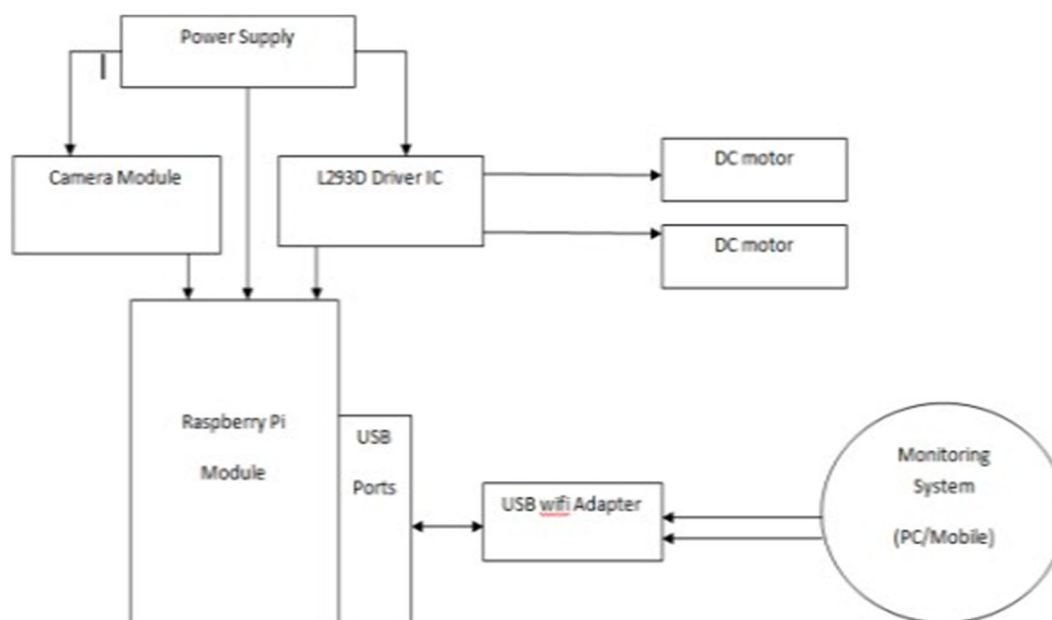 Power Supply
Camera Module
L293D Driver IC
DC motor
DC motor
Raspberry Pi
Module
USB
Ports
USB wifi Adapter
Monitoring
System
(PC/Mobile)